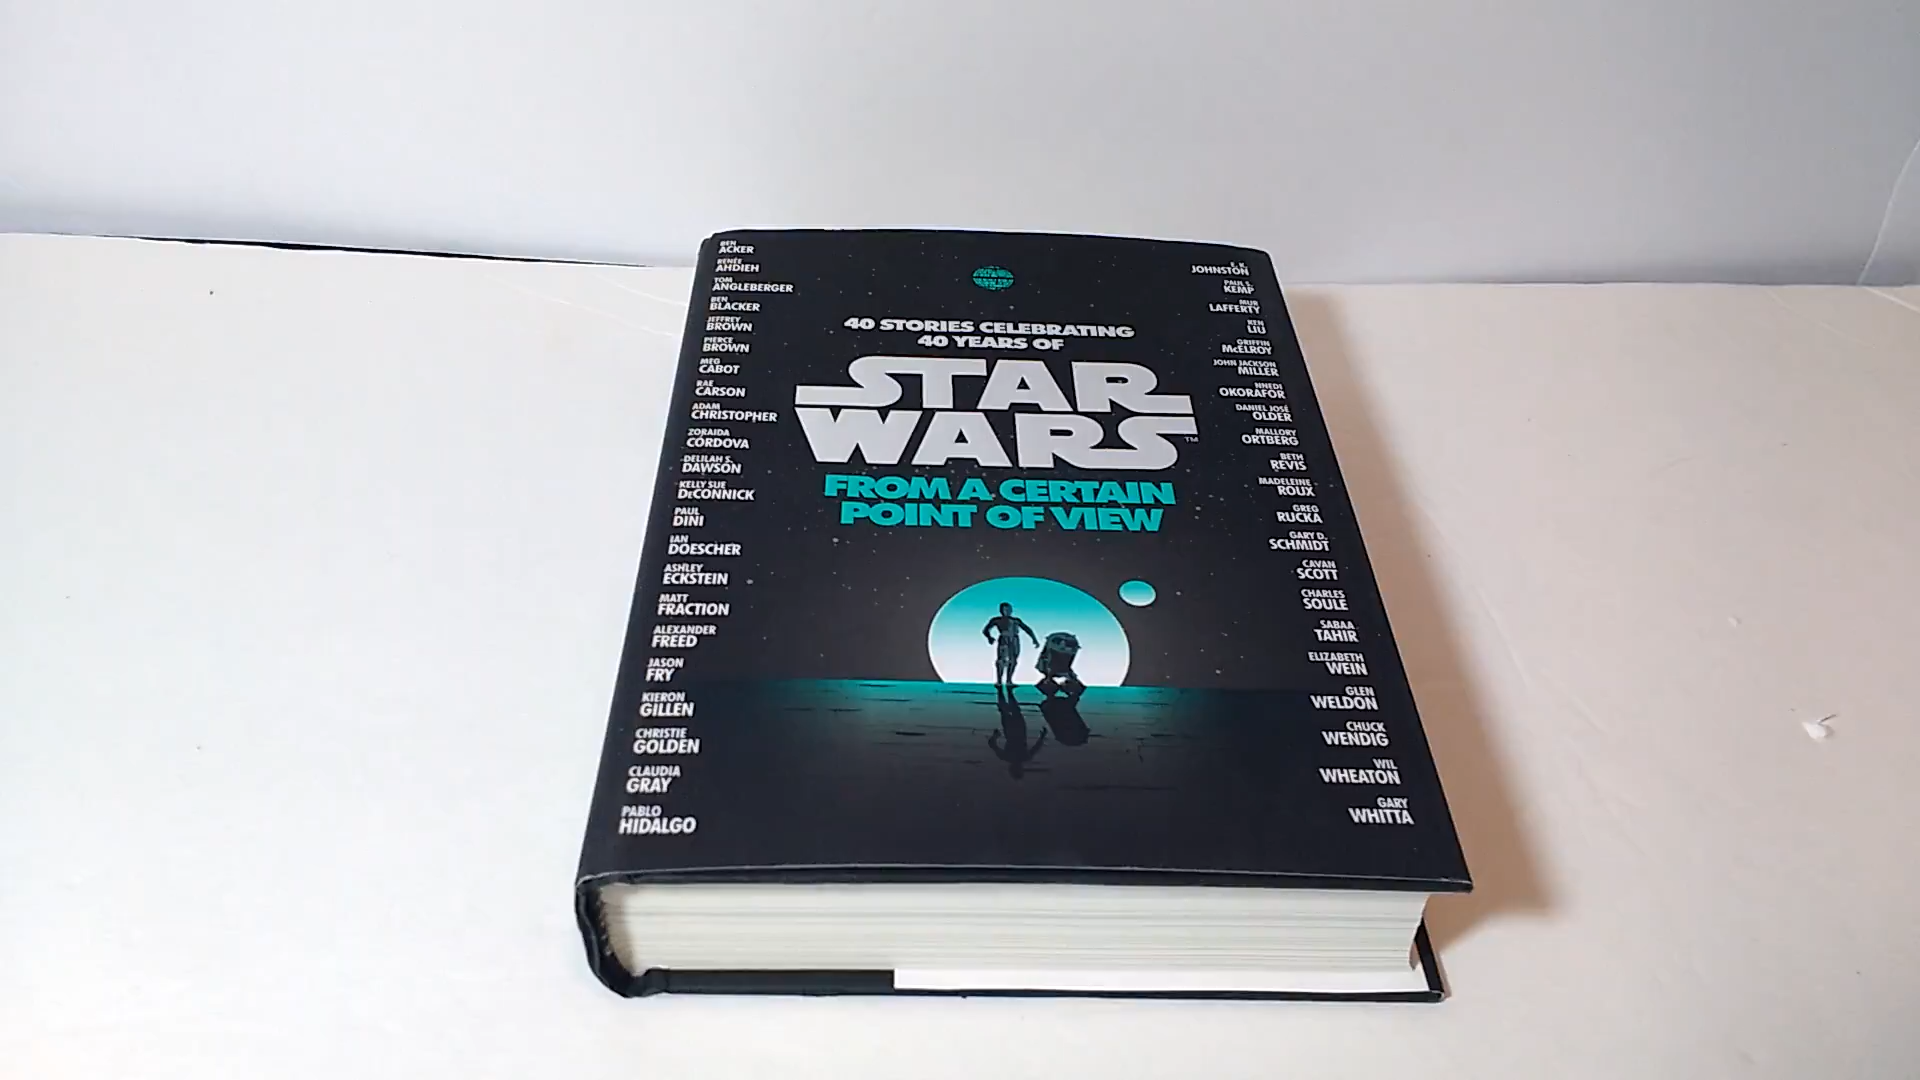 BEN
ACKER
RENÉE
AHDIEH
TOM
ANGLEBERGER
BEN
BLACKER
JEFFREY
BROWN
PIERCE
BROWN
MEG
CABOT
RAE
CARSON
ADAM
CHRISTOPHER
ZORAIDA
CÓRDOVA
DELILAH S.
DAWSON
KELLY SUE
DeCONNICK
PAUL
DINI
IAN
DOESCHER
ASHLEY
ECKSTEIN
MATT
FRACTION
ALEXANDER
FREED
JASON
FRY
KIERON
GILLEN
CHRISTIE
GOLDEN
CLAUDIA
GRAY
PABLO
HIDALGO
40 STORIES CELEBRATING
40 YEARS OF
STAR
WARS™
FROM A CERTAIN
POINT OF VIEW
E. K.
JOHNSTON
PAUL S.
KEMP
MUR
LAFFERTY
KEN
LIU
GRIFFIN
McELROY
JOHN JACKSON
MILLER
NNEDI
OKORAFOR
DANIEL JOSÉ
OLDER
MALLORY
ORTBERG
BETH
REVIS
MADELEINE
ROUX
GREG
RUCKA
GARY D.
SCHMIDT
CAVAN
SCOTT
CHARLES
SOULE
SABAA
TAHIR
ELIZABETH
WEIN
GLEN
WELDON
CHUCK
WENDIG
WIL
WHEATON
GARY
WHITTA